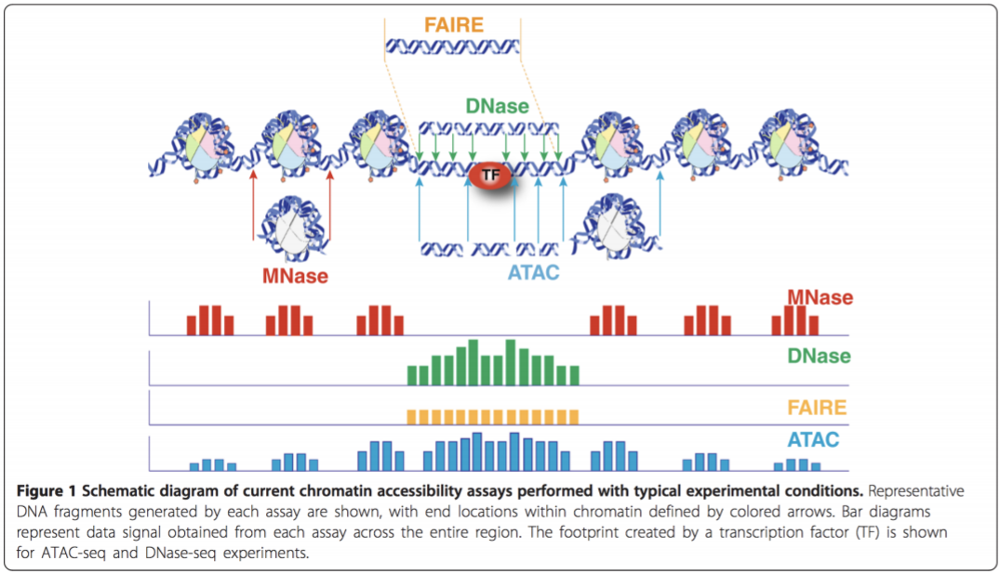 FAIRE
DNase
TF
MNase
ATAC
MNase
DNase
FAIRE
ATAC
Figure 1 Schematic diagram of current chromatin accessibility assays performed with typical experimental conditions. Representative
DNA fragments generated by each assay are shown, with end locations within chromatin defined by colored arrows. Bar diagrams
represent data signal obtained from each assay across the entire region. The footprint created by a transcription factor (TF) is shown
for ATAC-seq and DNase-seq experiments.